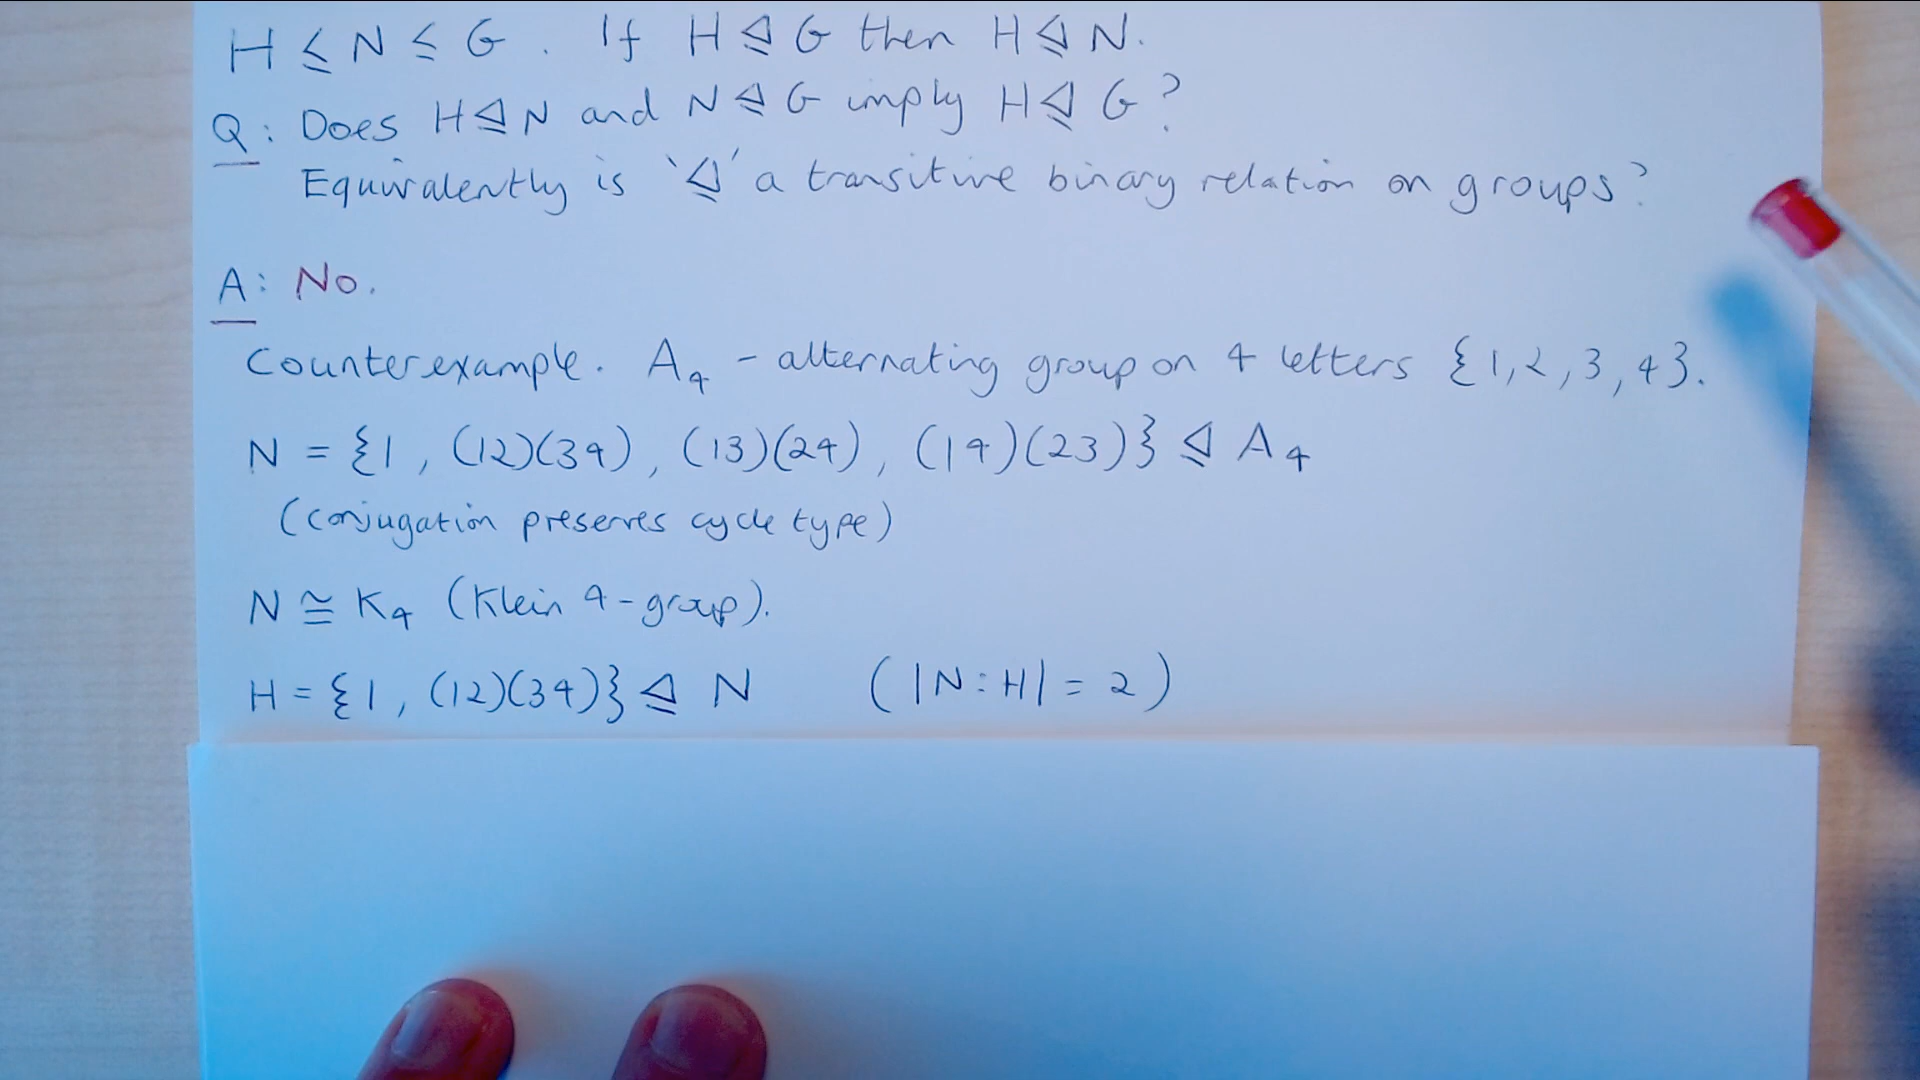 H ≤ N ≤ G . If H ⊴ G then H ⊴ N.
Q: Does H ⊴ N and N ⊴ G imply H ⊴ G?
Equivalently is '⊴' a transitive binary relation on groups?
A: No.
Counterexample. A₄ - alternating group on 4 letters {1,2,3,4}.
N = {1, (12)(34), (13)(24), (14)(23)} ⊴ A₄
(conjugation preserves cycle type)
N ≅ K₄ (Klein 4-group).
H = {1, (12)(34)} ⊴ N (|N:H| = 2)